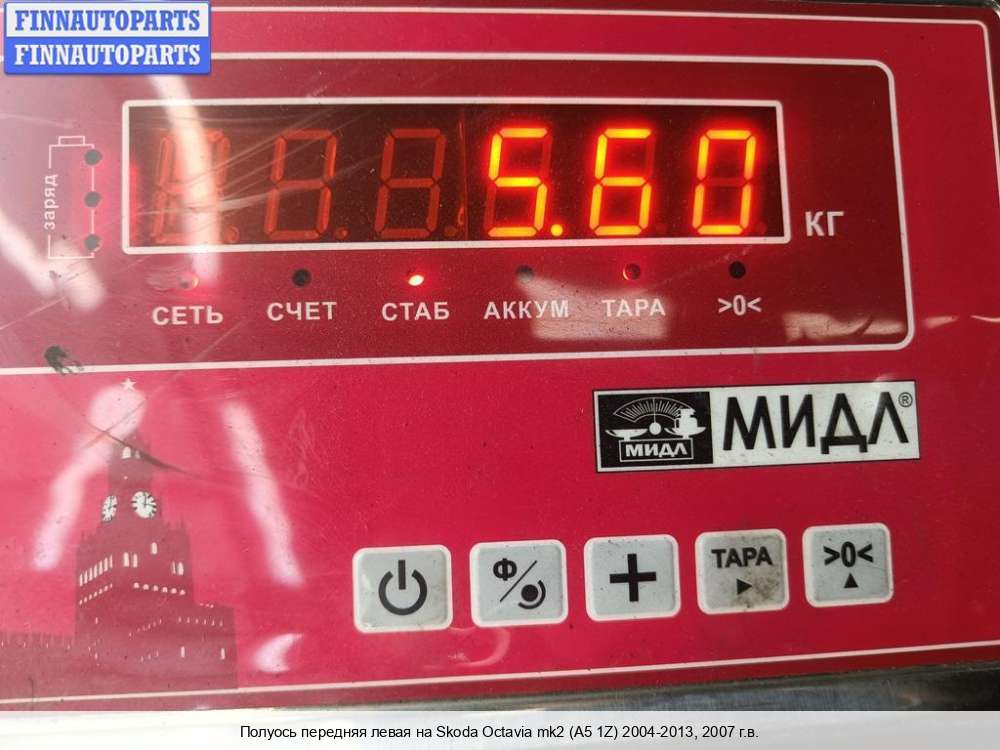 FINNAUTOPARTS
FINNAUTOPARTS
заряд
5.60
КГ
СЕТЬ СЧЕТ СТАБ АККУМ ТАРА >0<
МИДЛ МИДЛ®
Ф ТАРА >0<
Полуось передняя левая на Skoda Octavia mk2 (A5 1Z) 2004-2013, 2007 г.в.